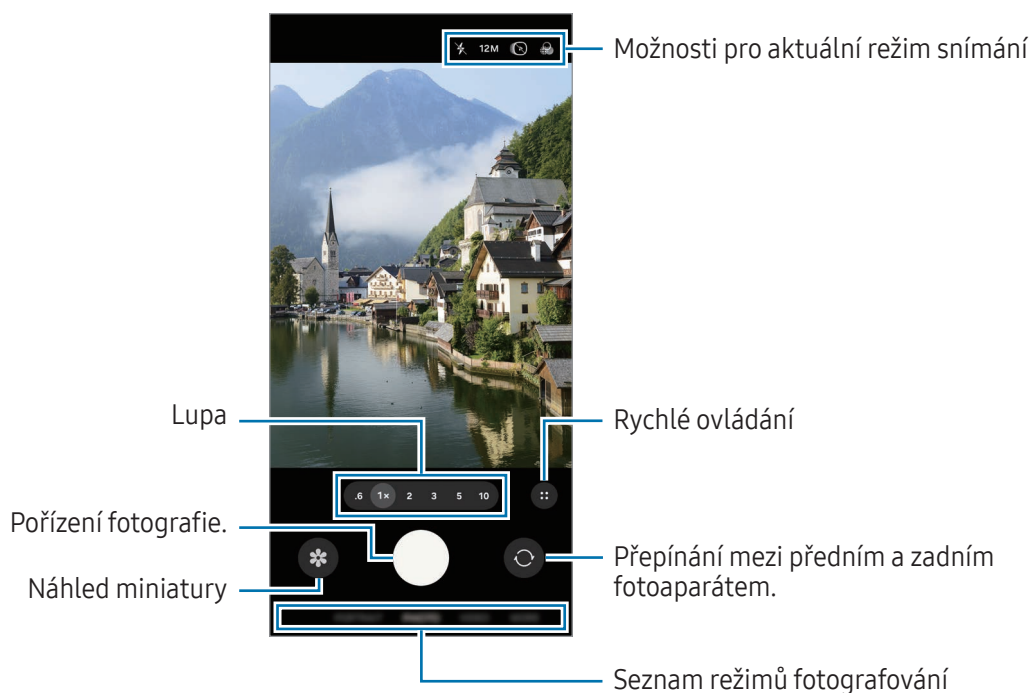 12M
Možnosti pro aktuální režim snímání
Lupa
Rychlé ovládání
.6 1× 2 3 5 10
Pořízení fotografie.
Přepínání mezi předním a zadním
fotoaparátem.
Náhled miniatury
Seznam režimů fotografování